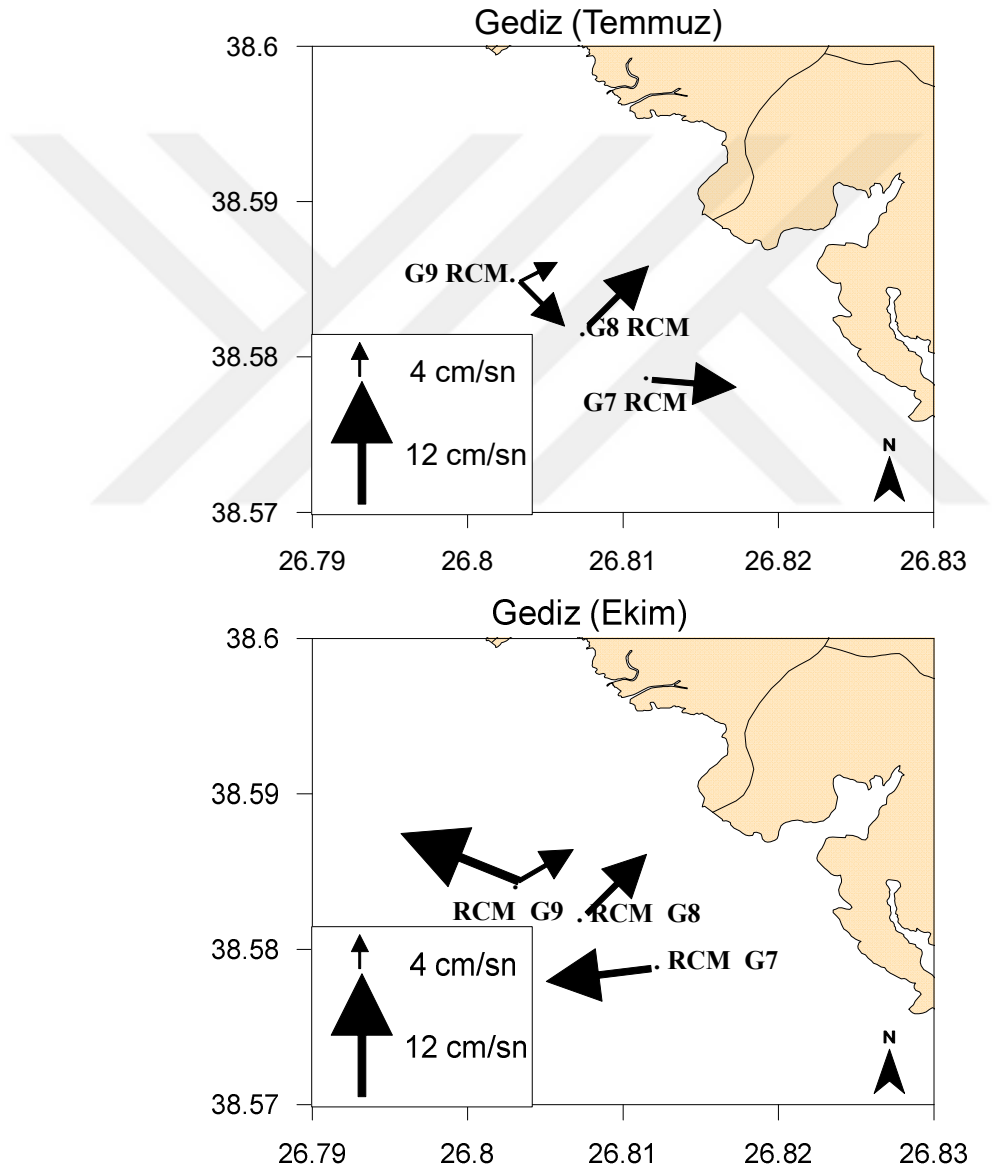 Gediz (Temmuz)
38.6
38.59
G9 RCM.
.G8 RCM
38.58
4 cm/sn
G7 RCM
12 cm/sn
N
38.57
26.79 26.8 26.81 26.82 26.83
Gediz (Ekim)
38.6
38.59
RCM G9 .RCM G8
38.58
. RCM G7
4 cm/sn
12 cm/sn
N
38.57
26.79 26.8 26.81 26.82 26.83